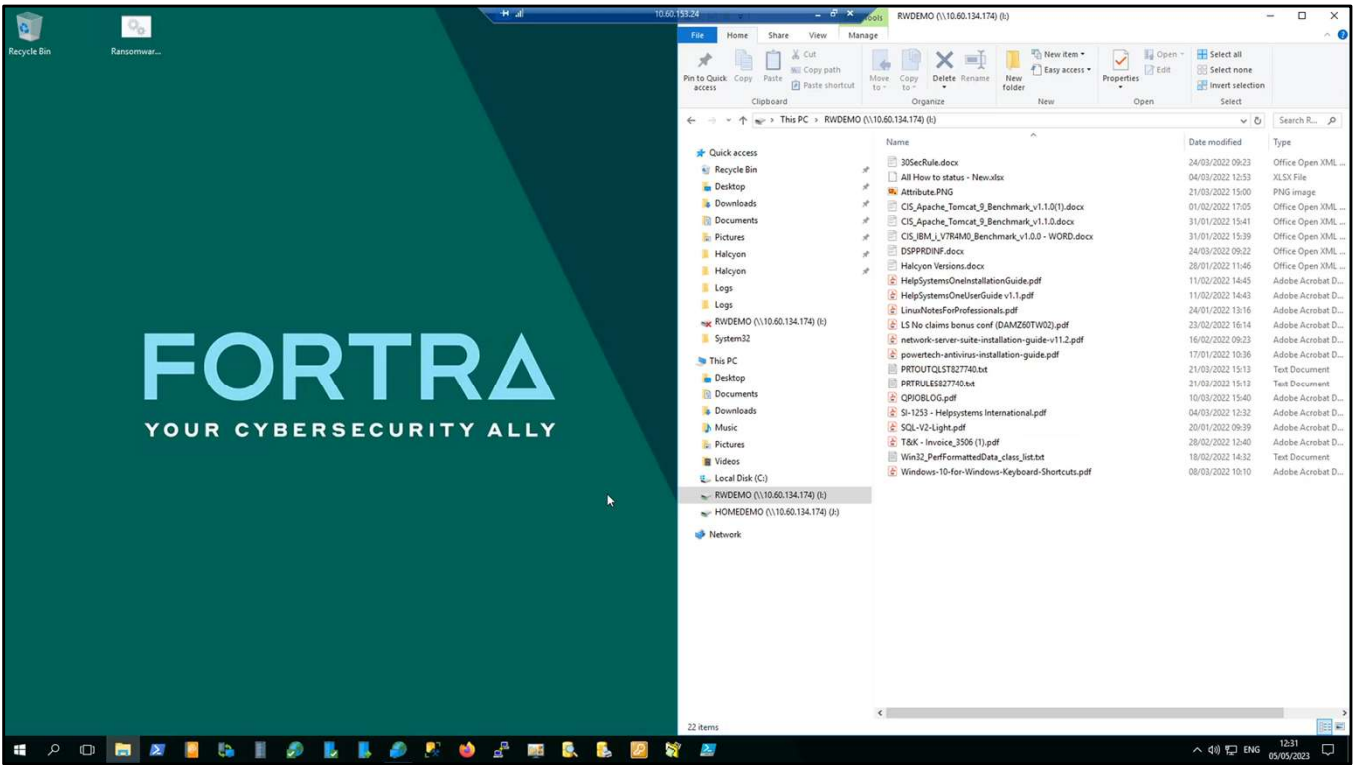 Recycle Bin
Ransomwar...
FORTRA
YOUR CYBERSECURITY ALLY
10.60.153.24
RWDEMO (\\10.60.134.174) (I:)
File Home Share View Manage
Pin to Quick access
Copy
Paste
Cut
Copy path
Paste shortcut
Clipboard
Move to
Copy to
Delete
Rename
Organize
New folder
New item
Easy access
New
Properties
Open
Edit
Open
Select all
Select none
Invert selection
Select
This PC > RWDEMO (\\10.60.134.174) (I:)
Search R...
Quick access
Recycle Bin
Desktop
Downloads
Documents
Pictures
Halcyon
Halcyon
Logs
Logs
RWDEMO (\\10.60.134.174) (I:)
System32
This PC
Desktop
Documents
Downloads
Music
Pictures
Videos
Local Disk (C:)
RWDEMO (\\10.60.134.174) (I:)
HOMEDEMO (\\10.60.134.174) (J:)
Network
Name Date modified Type
30SecRule.docx 24/03/2022 09:23 Office Open XML ...
All How to status - New.xlsx 04/03/2022 12:53 XLSX File
Attribute.PNG 21/03/2022 15:00 PNG image
CIS_Apache_Tomcat_9_Benchmark_v1.1.0(1).docx 01/02/2022 17:05 Office Open XML ...
CIS_Apache_Tomcat_9_Benchmark_v1.1.0.docx 31/01/2022 15:41 Office Open XML ...
CIS_IBM_i_V7R4M0_Benchmark_v1.0.0 - WORD.docx 31/01/2022 15:39 Office Open XML ...
DSPPRDINF.docx 24/03/2022 09:22 Office Open XML ...
Halcyon Versions.docx 28/01/2022 11:46 Office Open XML ...
HelpSystemsOneInstallationGuide.pdf 11/02/2022 14:45 Adobe Acrobat D...
HelpSystemsOneUserGuide v1.1.pdf 11/02/2022 14:43 Adobe Acrobat D...
LinuxNotesForProfessionals.pdf 24/01/2022 13:16 Adobe Acrobat D...
LS No claims bonus conf (DAMZ60TW02).pdf 23/02/2022 16:14 Adobe Acrobat D...
network-server-suite-installation-guide-v11.2.pdf 16/02/2022 09:23 Adobe Acrobat D...
powertech-antivirus-installation-guide.pdf 17/01/2022 10:36 Adobe Acrobat D...
PRTOUTQLST827740.txt 21/03/2022 15:13 Text Document
PRTRULES827740.txt 21/03/2022 15:13 Text Document
QPJOBLOG.pdf 10/03/2022 15:40 Adobe Acrobat D...
SI-1253 - Helpsystems International.pdf 04/03/2022 12:32 Adobe Acrobat D...
SQL-V2-Light.pdf 20/01/2022 09:39 Adobe Acrobat D...
T&K - Invoice_3506 (1).pdf 28/02/2022 12:40 Adobe Acrobat D...
Win32_PerfFormattedData_class_list.txt 18/02/2022 14:32 Text Document
Windows-10-for-Windows-Keyboard-Shortcuts.pdf 08/03/2022 10:10 Adobe Acrobat D...
22 items
ENG
12:31
05/05/2023